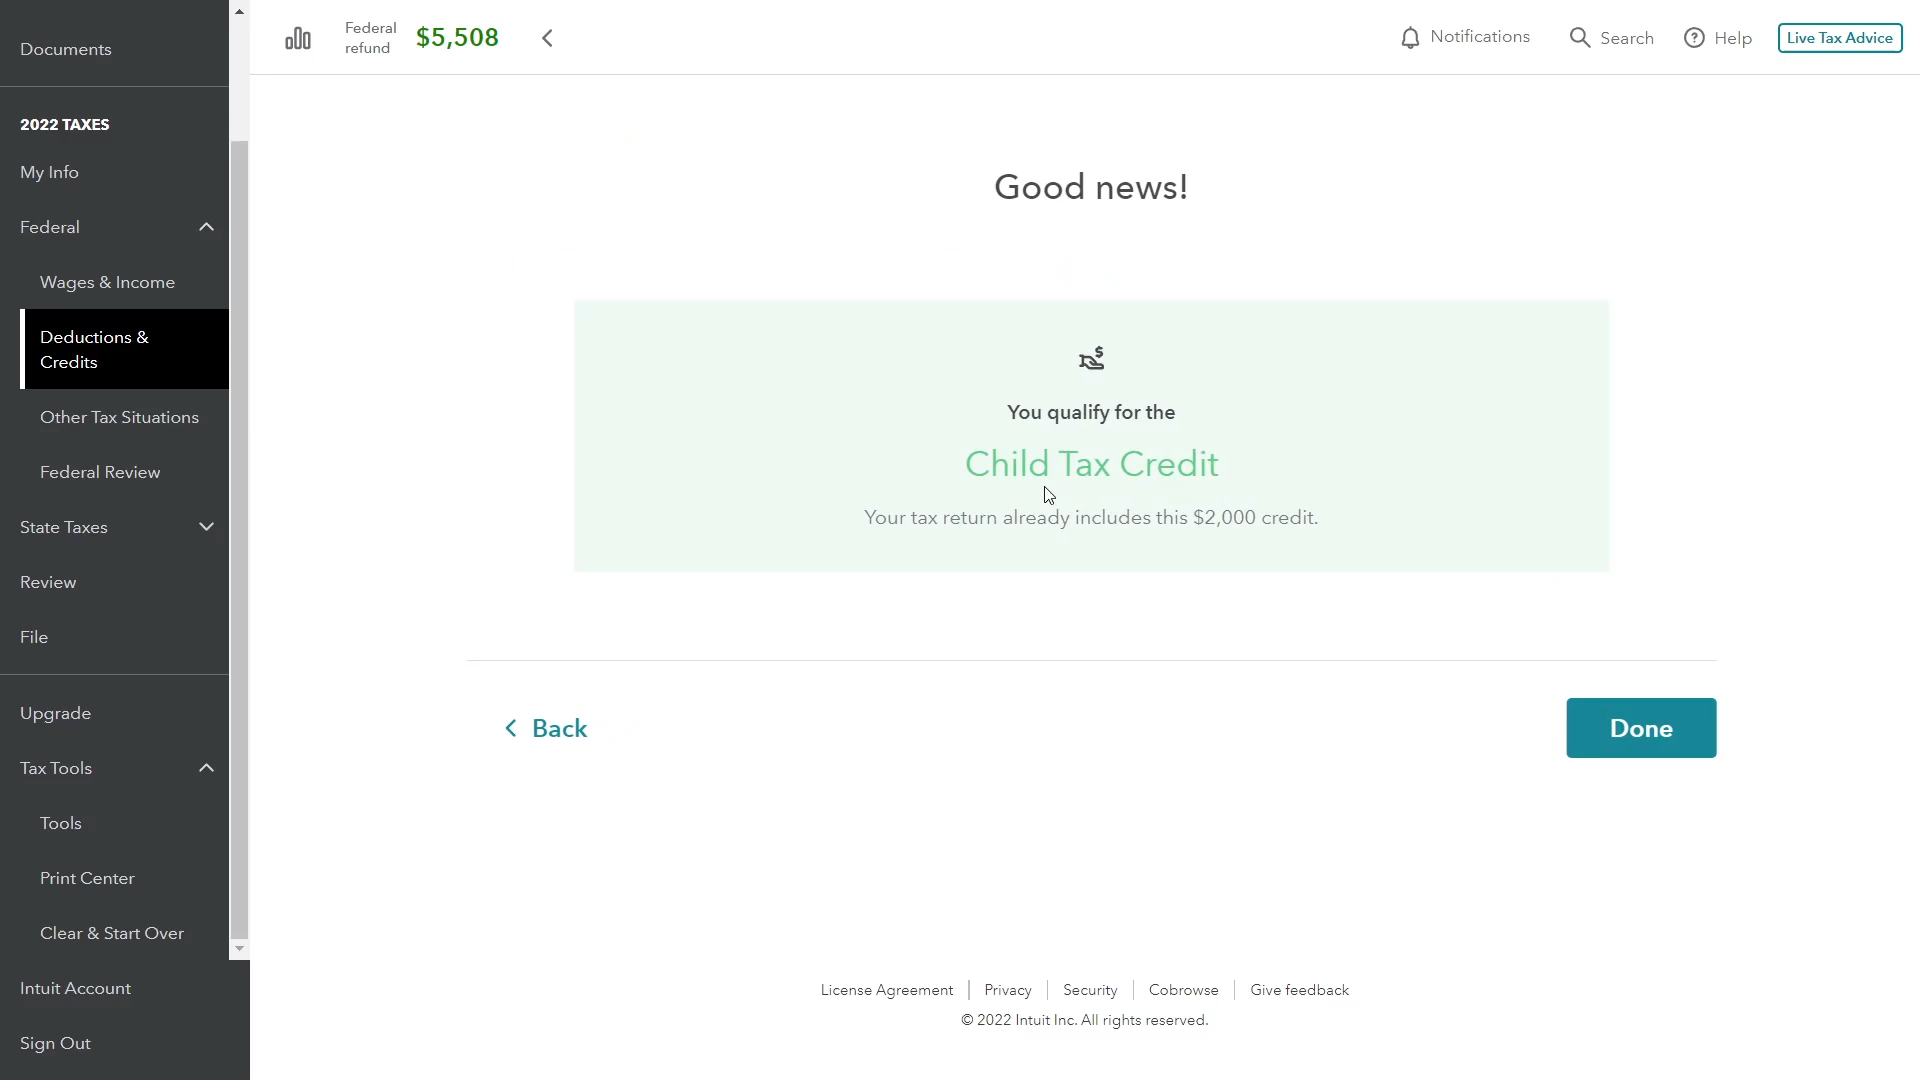 Documents
2022 TAXES
My Info
Federal
Wages & Income
Deductions &
Credits
Other Tax Situations
Federal Review
State Taxes
Review
File
Upgrade
Tax Tools
Tools
Print Center
Clear & Start Over
Intuit Account
Sign Out
Federal
refund
$5,508
Notifications
Search
Help
Live Tax Advice
Good news!
You qualify for the
Child Tax Credit
Your tax return already includes this $2,000 credit.
Back
Done
License Agreement
Privacy
Security
Cobrowse
Give feedback
© 2022 Intuit Inc. All rights reserved.